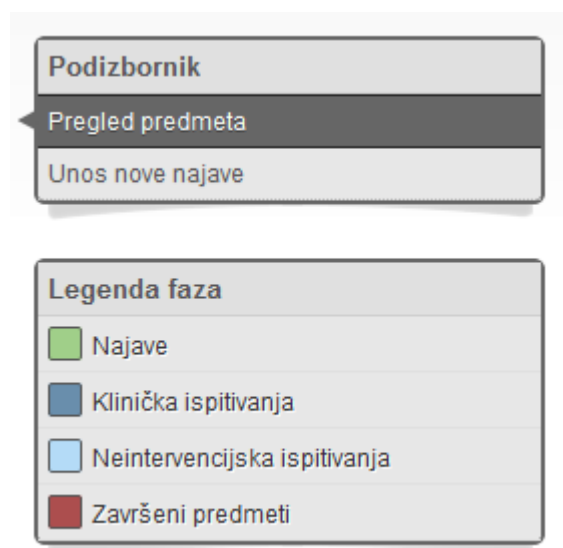 Podizbornik
Pregled predmeta
Unos nove najave
Legenda faza
Najave
Klinička ispitivanja
Neintervencijska ispitivanja
Završeni predmeti